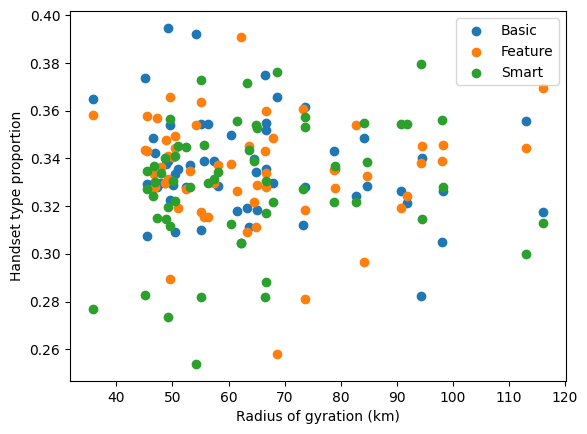 Basic
Feature
Smart
0.40
0.38
0.36
0.34
0.32
0.30
0.28
0.26
Handset type proportion
40 50 60 70 80 90 100 110 120
Radius of gyration (km)